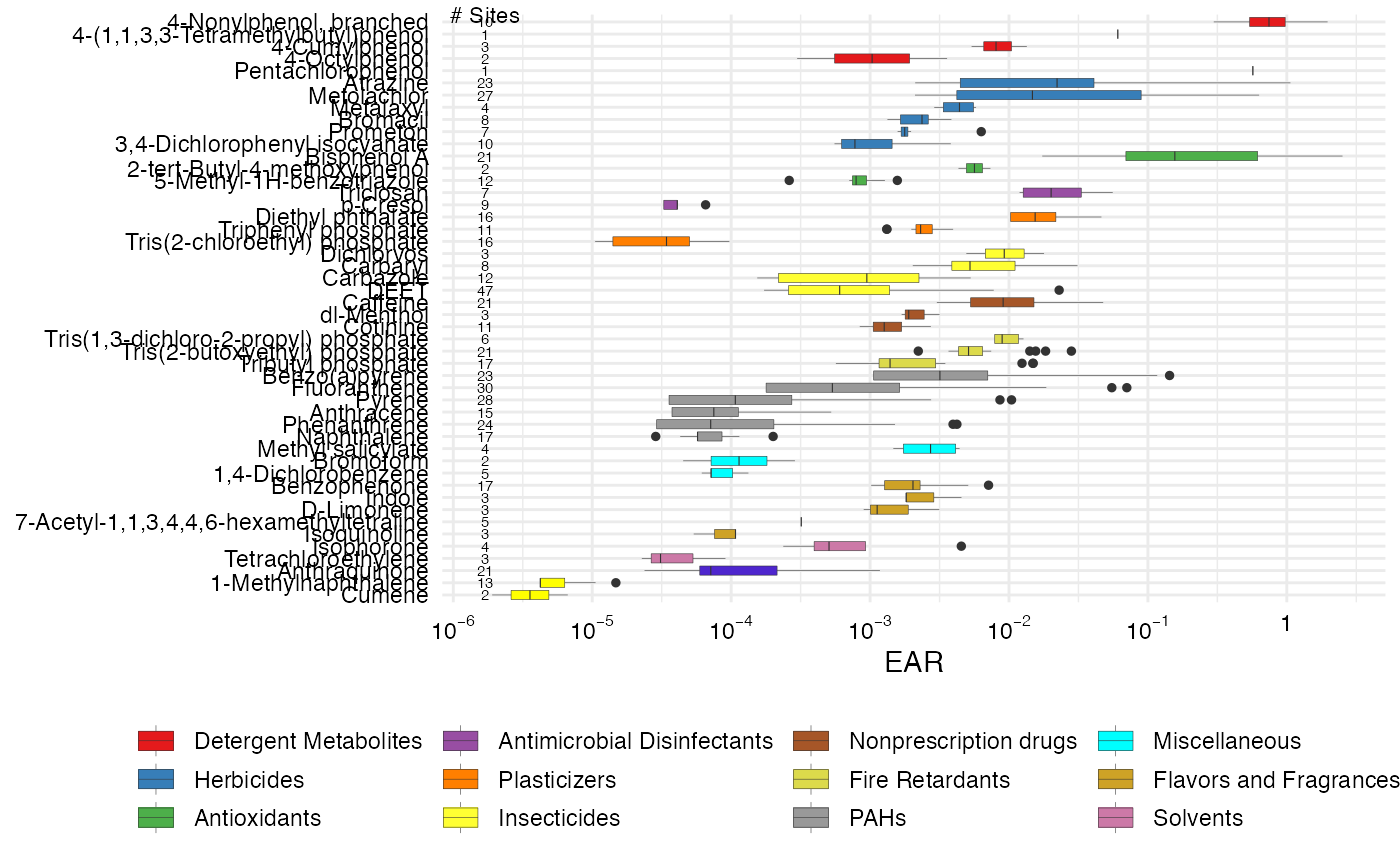 # Sites
4-Nonylphenol, branched 10
4-(1,1,3,3-Tetramethylbutyl)phenol 1
4-Cumylphenol 3
4-Octylphenol 2
Pentachlorophenol 1
Atrazine 23
Metolachlor 27
Metalaxyl 4
Bromacil 8
Prometon 7
3,4-Dichlorophenyl isocyanate 10
Bisphenol A 21
2-tert-Butyl-4-methoxyphenol 2
5-Methyl-1H-benzotriazole 12
Triclosan 7
p-Cresol 9
Diethyl phthalate 16
Triphenyl phosphate 11
Tris(2-chloroethyl) phosphate 16
Dichlorvos 3
Carbaryl 8
Carbazole 12
DEET 47
Caffeine 21
dl-Menthol 3
Cotinine 11
Tris(1,3-dichloro-2-propyl) phosphate 6
Tris(2-butoxyethyl) phosphate 21
Tributyl phosphate 17
Benzo(a)pyrene 23
Fluoranthene 30
Pyrene 28
Anthracene 15
Phenanthrene 24
Naphthalene 17
Methyl salicylate 4
Bromoform 2
1,4-Dichlorobenzene 5
Benzophenone 17
Indole 3
D-Limonene 3
7-Acetyl-1,1,3,4,4,6-hexamethyltetraline 5
Isoquinoline 3
Isophorone 4
Tetrachloroethylene 3
Anthraquinone 21
1-Methylnaphthalene 13
Cumene 2
10⁻⁶ 10⁻⁵ 10⁻⁴ 10⁻³ 10⁻² 10⁻¹ 1
EAR
Detergent Metabolites Antimicrobial Disinfectants Nonprescription drugs Miscellaneous
Herbicides Plasticizers Fire Retardants Flavors and Fragrances
Antioxidants Insecticides PAHs Solvents